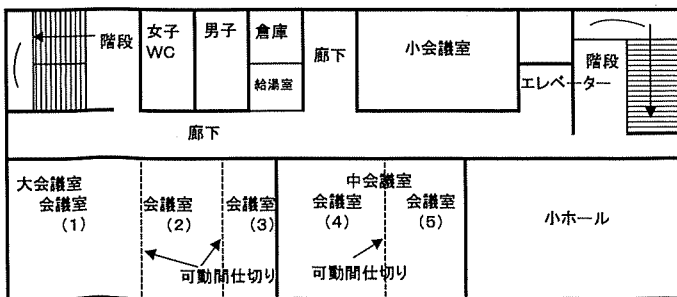 階段
女子
WC
男子
倉庫
給湯室
廊下
小会議室
エレベーター
階段
廊下
大会議室
会議室
(1)
会議室
(2)
会議室
(3)
中会議室
会議室
(4)
会議室
(5)
小ホール
可動間仕切り
可動間仕切り